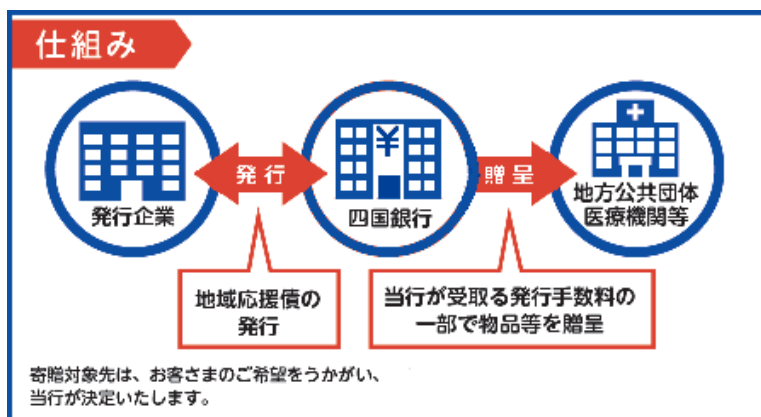 仕組み
発行
贈呈
発行企業
四国銀行
地方公共団体
医療機関等
地域応援債の
発行
当行が受取る発行手数料の
一部で物品等を贈呈
寄贈対象先は、お客さまのご希望をうかがい、
当行が決定いたします。